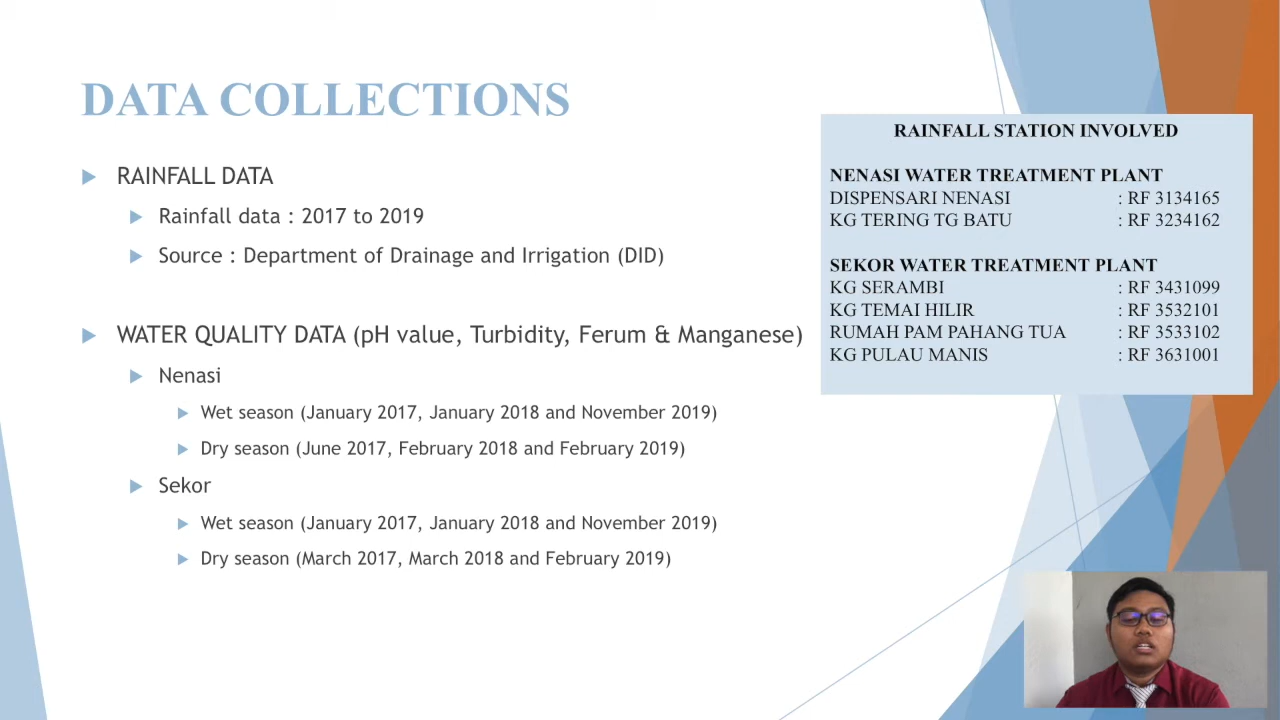 DATA COLLECTIONS
RAINFALL DATA
Rainfall data : 2017 to 2019
Source : Department of Drainage and Irrigation (DID)
WATER QUALITY DATA (pH value, Turbidity, Ferum & Manganese)
Nenasi
Wet season (January 2017, January 2018 and November 2019)
Dry season (June 2017, February 2018 and February 2019)
Sekor
Wet season (January 2017, January 2018 and November 2019)
Dry season (March 2017, March 2018 and February 2019)
RAINFALL STATION INVOLVED
NENASI WATER TREATMENT PLANT
DISPENSARI NENASI : RF 3134165
KG TERING TG BATU : RF 3234162
SEKOR WATER TREATMENT PLANT
KG SERAMBI : RF 3431099
KG TEMAI HILIR : RF 3532101
RUMAH PAM PAHANG TUA : RF 3533102
KG PULAU MANIS : RF 3631001